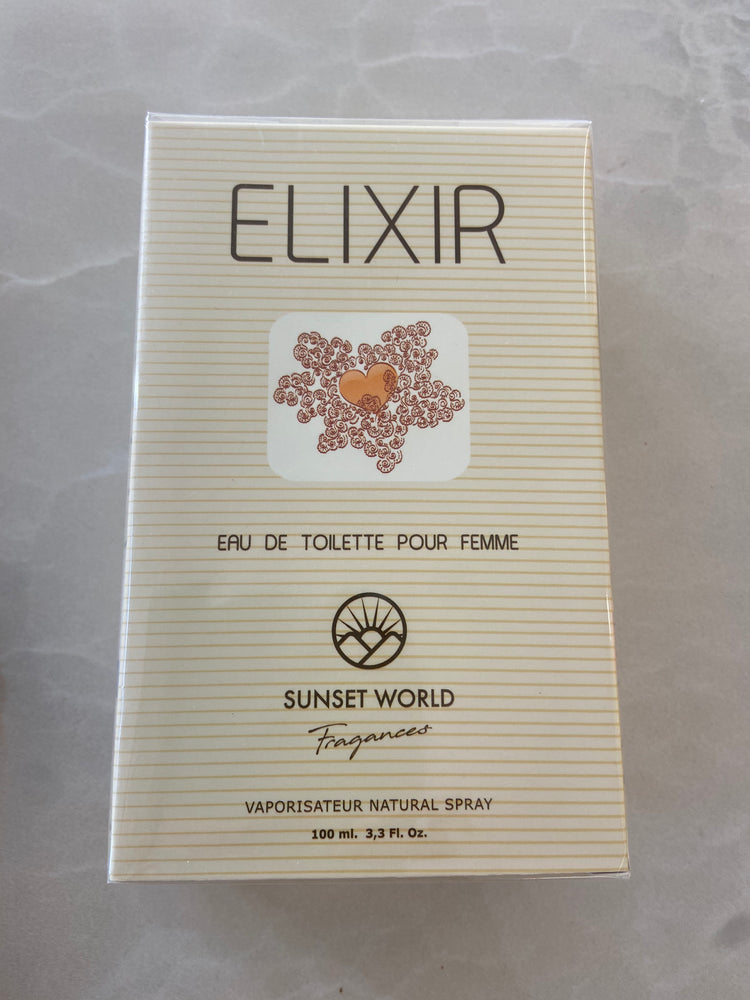 ELIXIR
EAU DE TOILETTE POUR FEMME
SUNSET WORLD
Fragances
VAPORISATEUR NATURAL SPRAY
100 ml. 3,3 Fl. Oz.